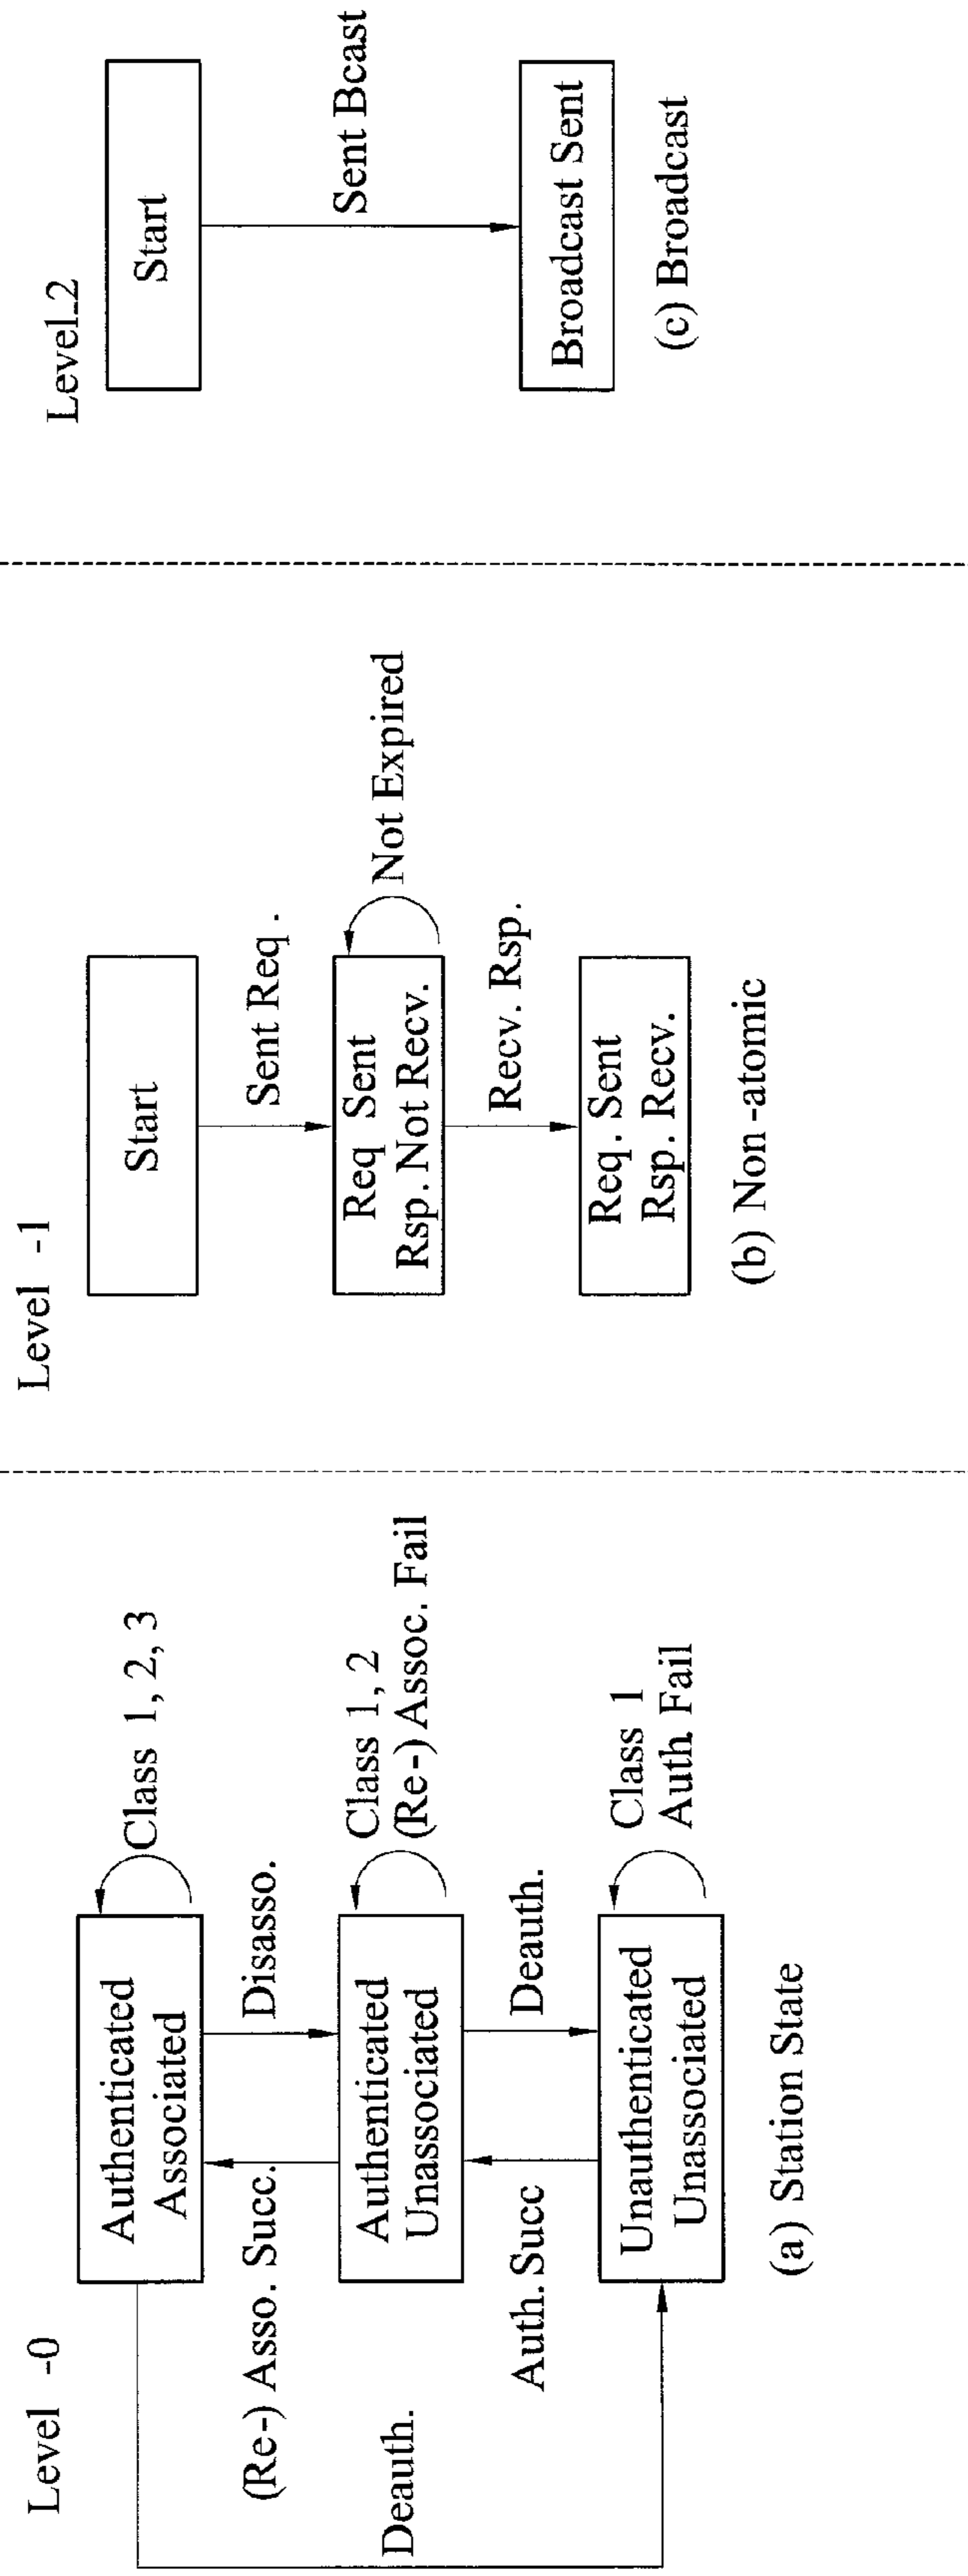 Level -0
Authenticated
Associated
Class 1, 2, 3
(Re-) Asso. Succ.
Disasso.
Deauth.
Authenticated
Unassociated
Class 1, 2
(Re-) Assoc. Fail
Auth. Succ
Deauth.
Unauthenticated
Unassociated
Class 1
Auth. Fail
(a) Station State
Level -1
Start
Sent Req .
Req Sent
Rsp. Not Recv.
Not Expired
Recv. Rsp.
Req. Sent
Rsp. Recv.
(b) Non -atomic
Level-2
Start
Sent Bcast
Broadcast Sent
(c) Broadcast